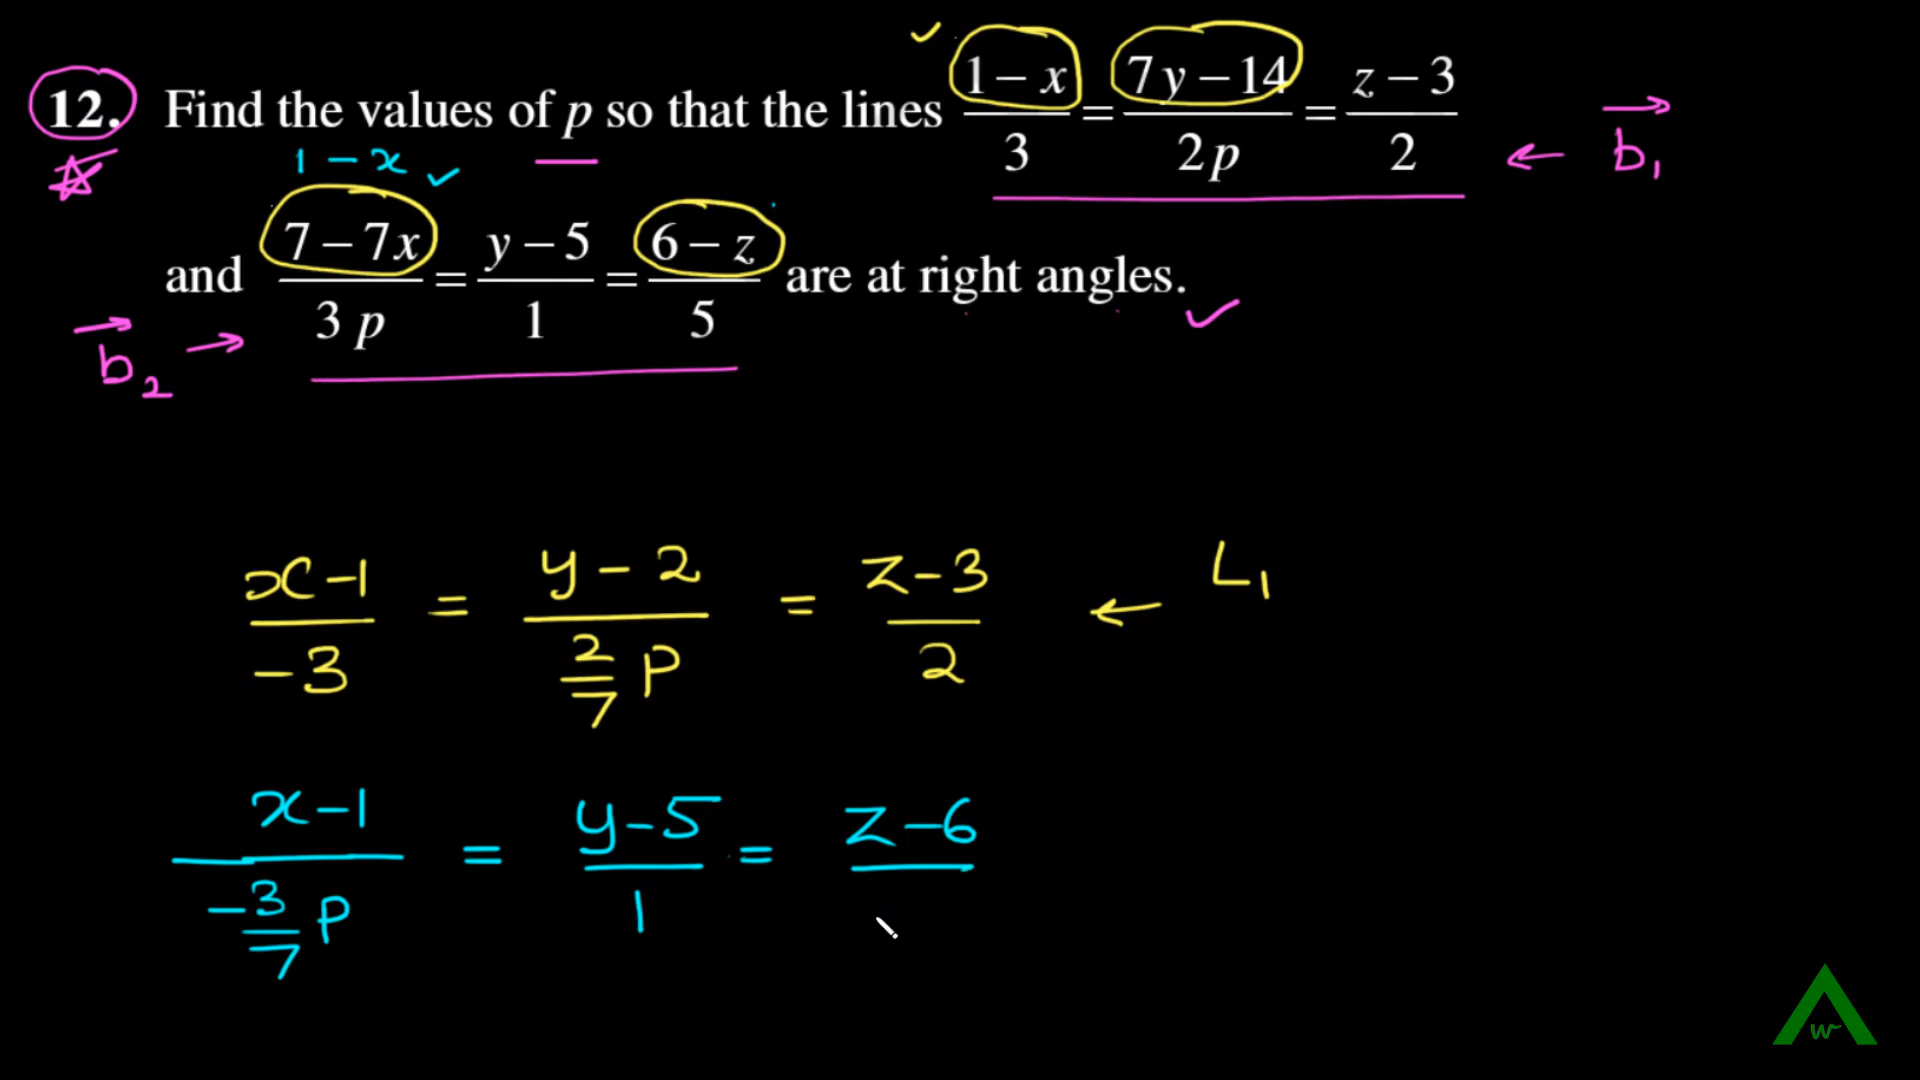 12. Find the values of p so that the lines (1 – x)/3 = (7y – 14)/2p = (z – 3)/2 ← b₁
1 – x
and (7 – 7x)/3p = (y – 5)/1 = (6 – z)/5 are at right angles.
b₂ →
(x – 1)/–3 = (y – 2)/(2/7 P) = (z – 3)/2 ← L₁
(x – 1)/(–3/7 P) = (y – 5)/1 = (z – 6)/
w